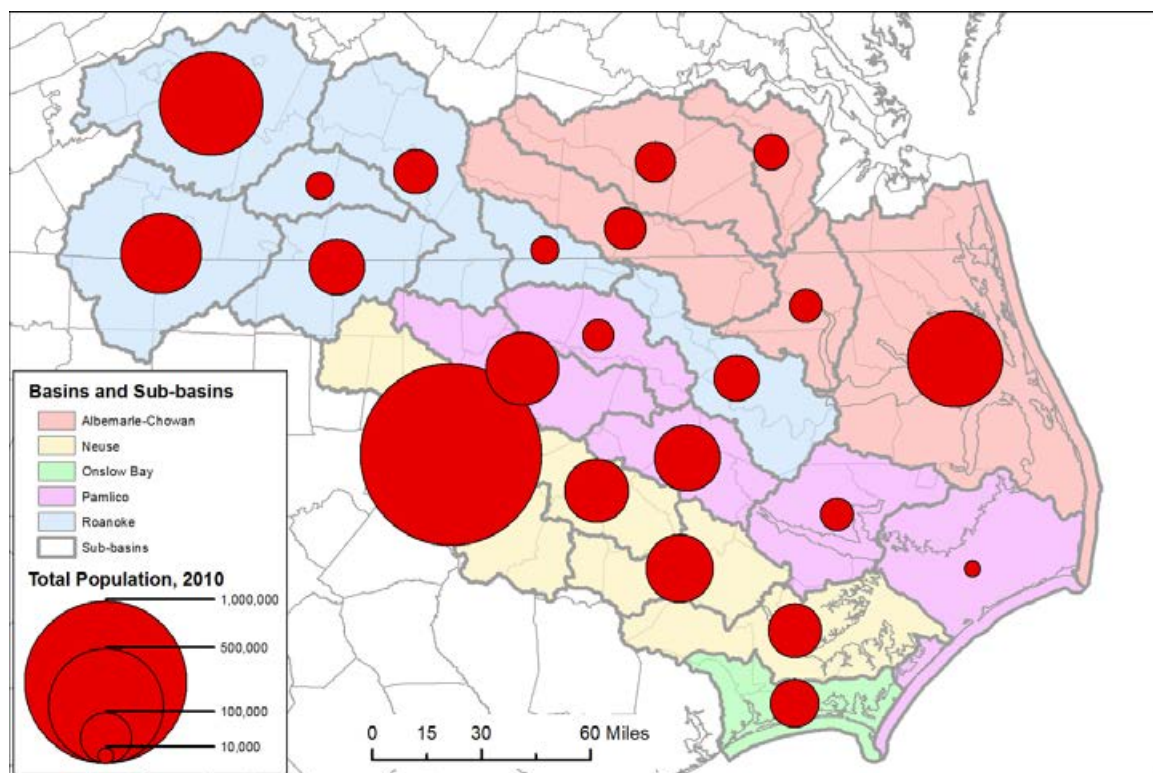 Basins and Sub-basins
Albemarle-Chowan
Neuse
Onslow Bay
Pamlico
Roanoke
Sub-basins
Total Population, 2010
1,000,000
500,000
100,000
10,000
0 15 30 60 Miles